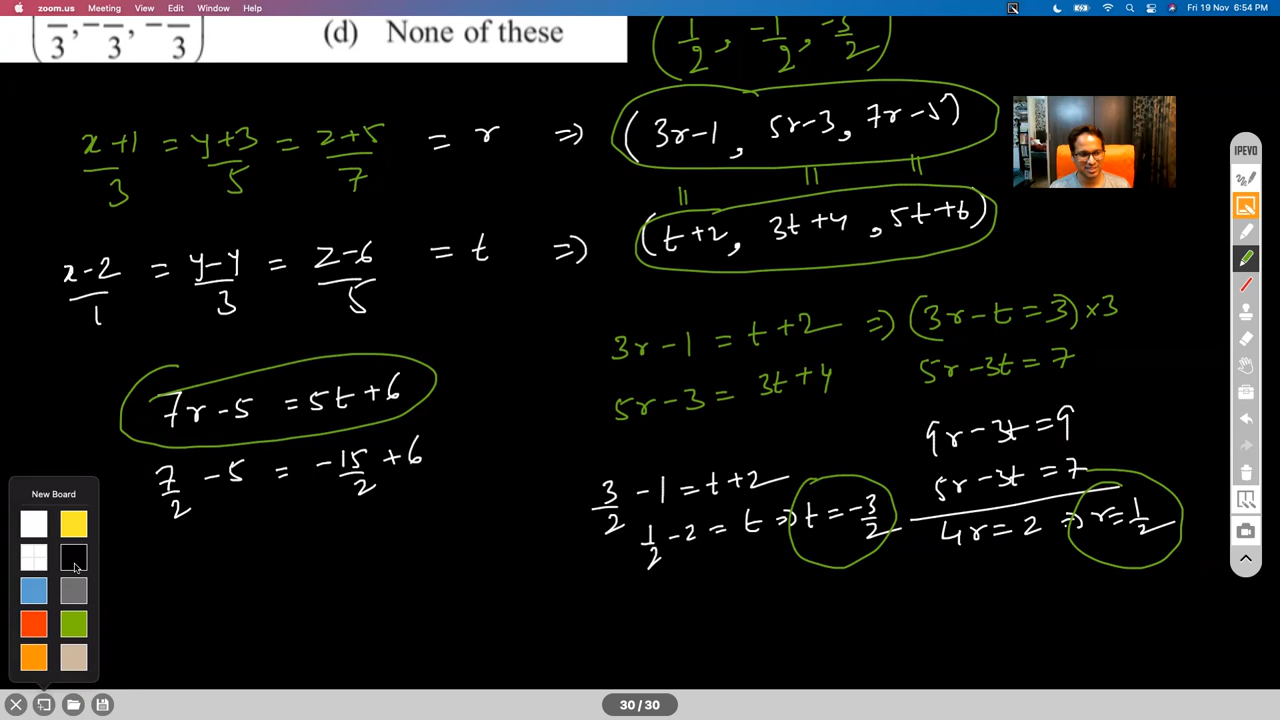 zoom.us Meeting View Edit Window Help Fri 19 Nov 6:54 PM
(‾/3, -‾/3, -‾/3) (d) None of these
(1/2, -1/2, -3/2)
x+1/3 = y+3/5 = z+5/7 = r => (3r-1, 5r-3, 7r-5)
|| || ||
x-2/1 = y-4/3 = z-6/5 = t => (t+2, 3t+4, 5t+6)
3r-1 = t+2 => (3r-t=3)×3
5r-3 = 3t+4 5r-3t=7
7r-5 = 5t+6
9r-3t=9
7/2 -5 = -15/2 +6
5r-3t=7
3/2 -1 = t+2
1/2 -2 = t => t = -3/2
4r=2 => r=1/2
IPEVO
New Board
30/30